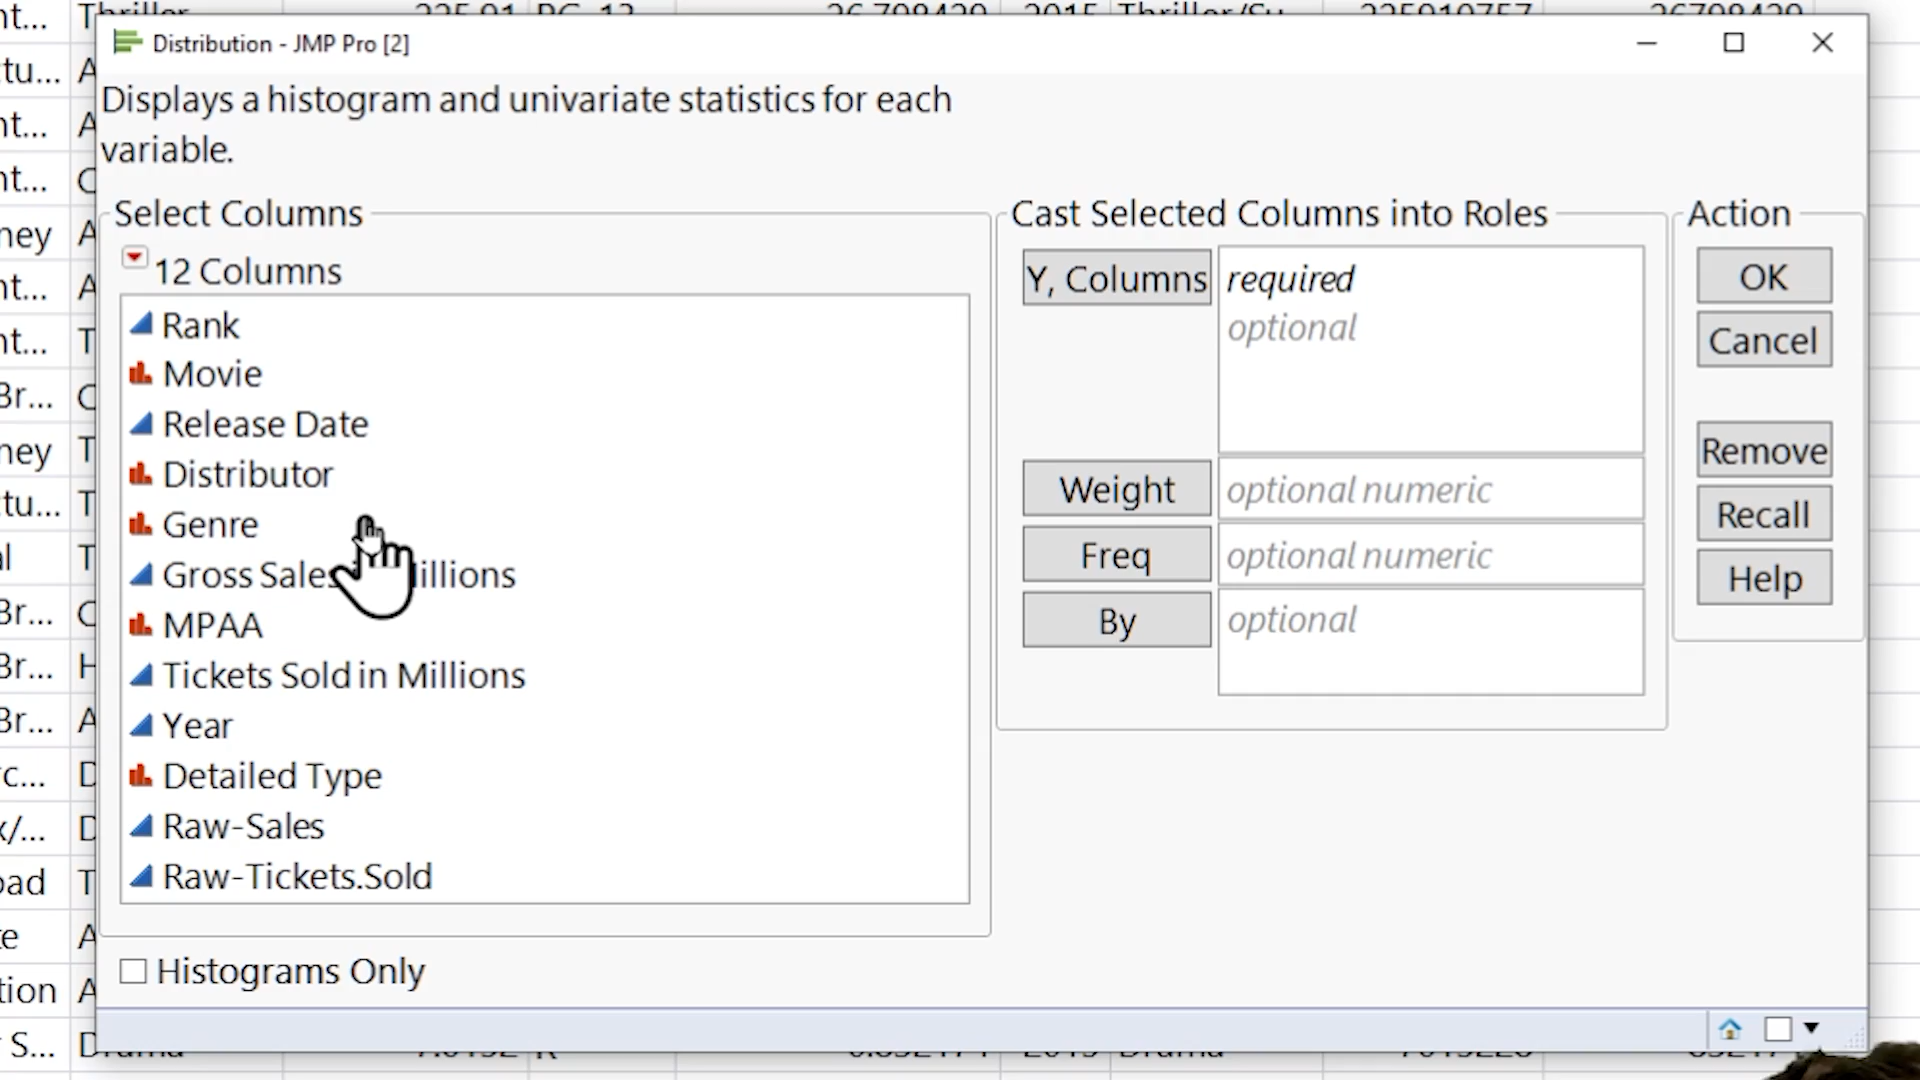 Distribution - JMP Pro [2]
Displays a histogram and univariate statistics for each
variable.
Select Columns
12 Columns
Rank
Movie
Release Date
Distributor
Genre
Gross Sales illions
MPAA
Tickets Sold in Millions
Year
Detailed Type
Raw-Sales
Raw-Tickets.Sold
Histograms Only
Cast Selected Columns into Roles
Y, Columns
required
optional
Weight
optional numeric
Freq
optional numeric
By
optional
Action
OK
Cancel
Remove
Recall
Help